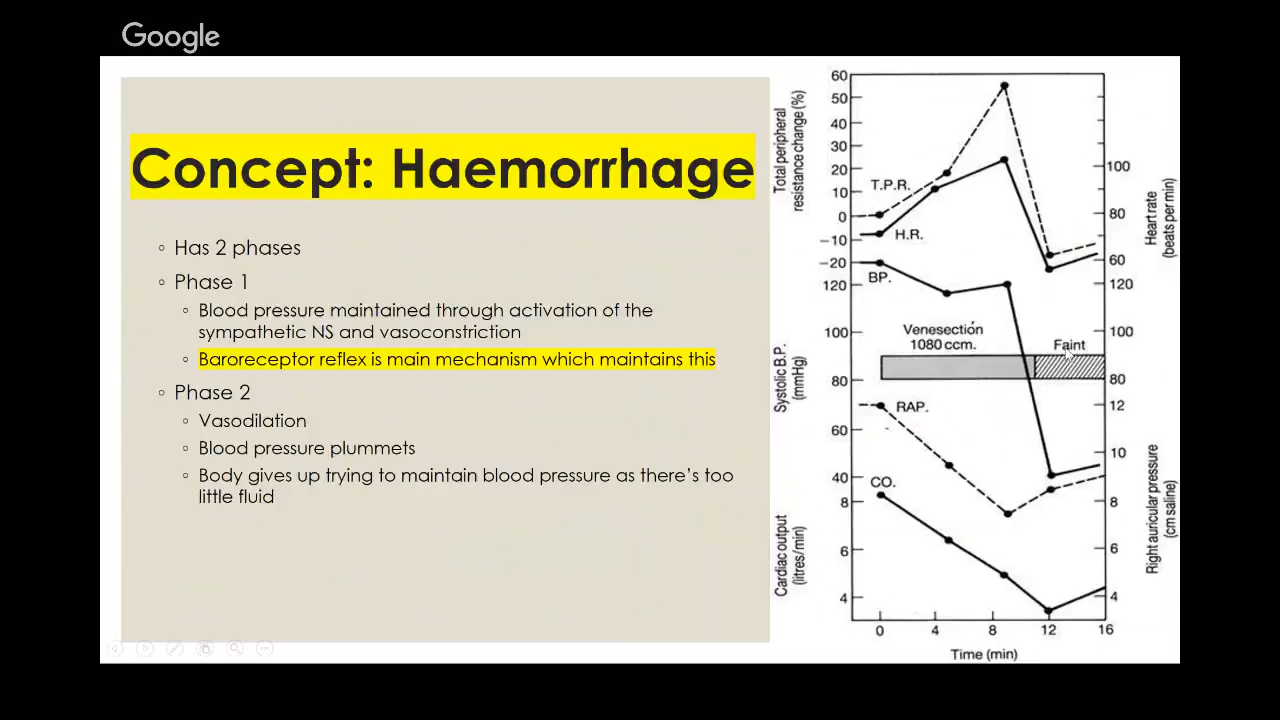 Google
Concept: Haemorrhage
Has 2 phases
Phase 1
Blood pressure maintained through activation of the
sympathetic NS and vasoconstriction
Baroreceptor reflex is main mechanism which maintains this
Phase 2
Vasodilation
Blood pressure plummets
Body gives up trying to maintain blood pressure as there's too
little fluid
Total peripheral
resistance change (%)
60
50
40
30
20
10
0
−10
−20
T.P.R.
H.R.
100
80
60
Heart rate
(beats per min)
BP.
Systolic B.P.
(mmHg)
120
100
80
60
40
120
100
80
Venesection
1080 ccm.
Faint
RAP.
12
10
8
6
4
Right auricular pressure
(cm saline)
CO.
Cardiac output
(litres/min)
8
6
4
0 4 8 12 16
Time (min)